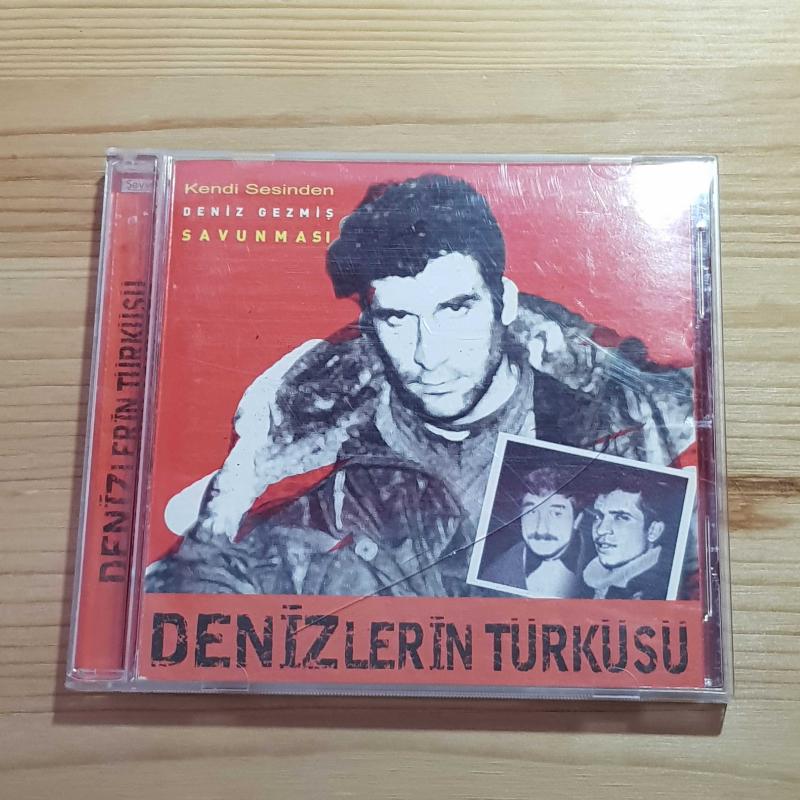 Kendi Sesinden
DENİZ GEZMİŞ
SAVUNMASI
DENİZLERİN TÜRKÜSÜ
DENİZLERİN TÜRKÜSÜ